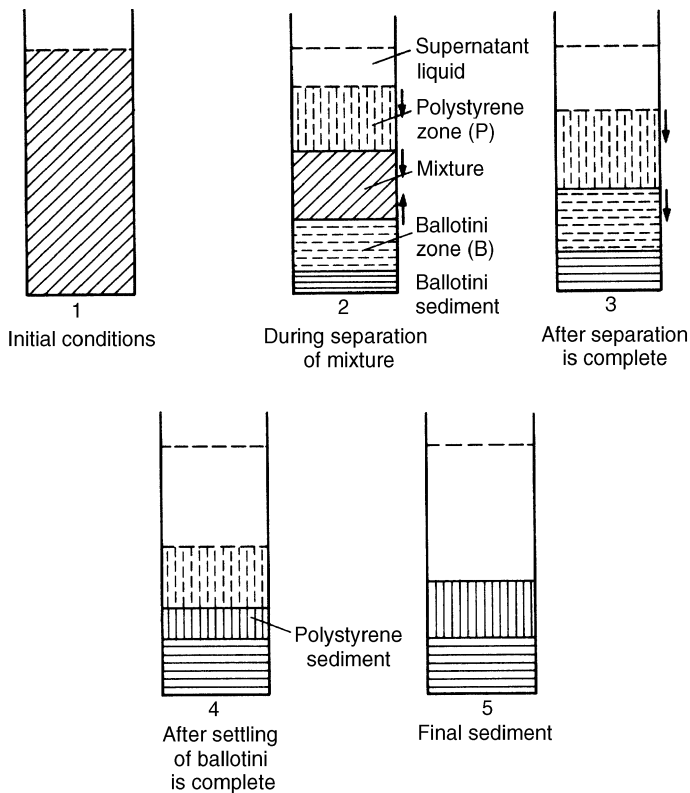 Supernatant
liquid
Polystyrene
zone (P)
Mixture
Ballotini
zone (B)
Ballotini
sediment
1
Initial conditions
2
During separation
of mixture
3
After separation
is complete
Polystyrene
sediment
4
After settling
of ballotini
is complete
5
Final sediment